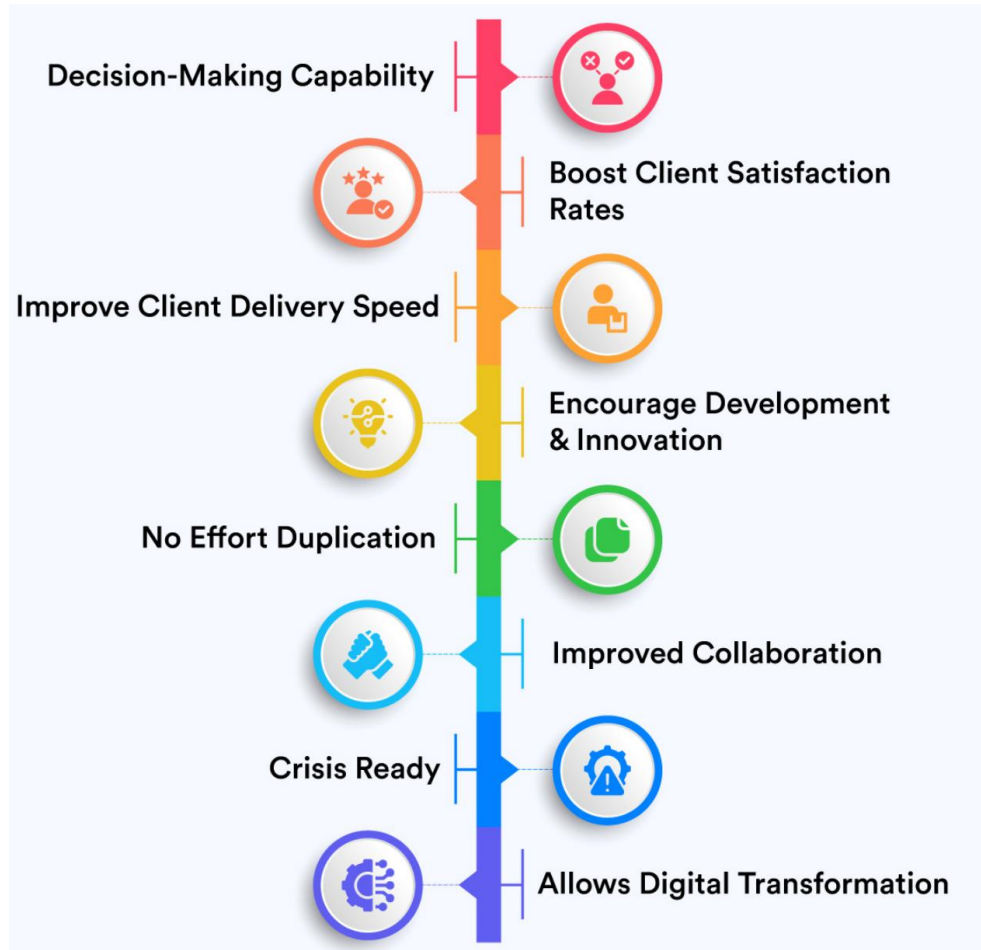 Decision-Making Capability
Boost Client Satisfaction
Rates
Improve Client Delivery Speed
Encourage Development
& Innovation
No Effort Duplication
Improved Collaboration
Crisis Ready
Allows Digital Transformation